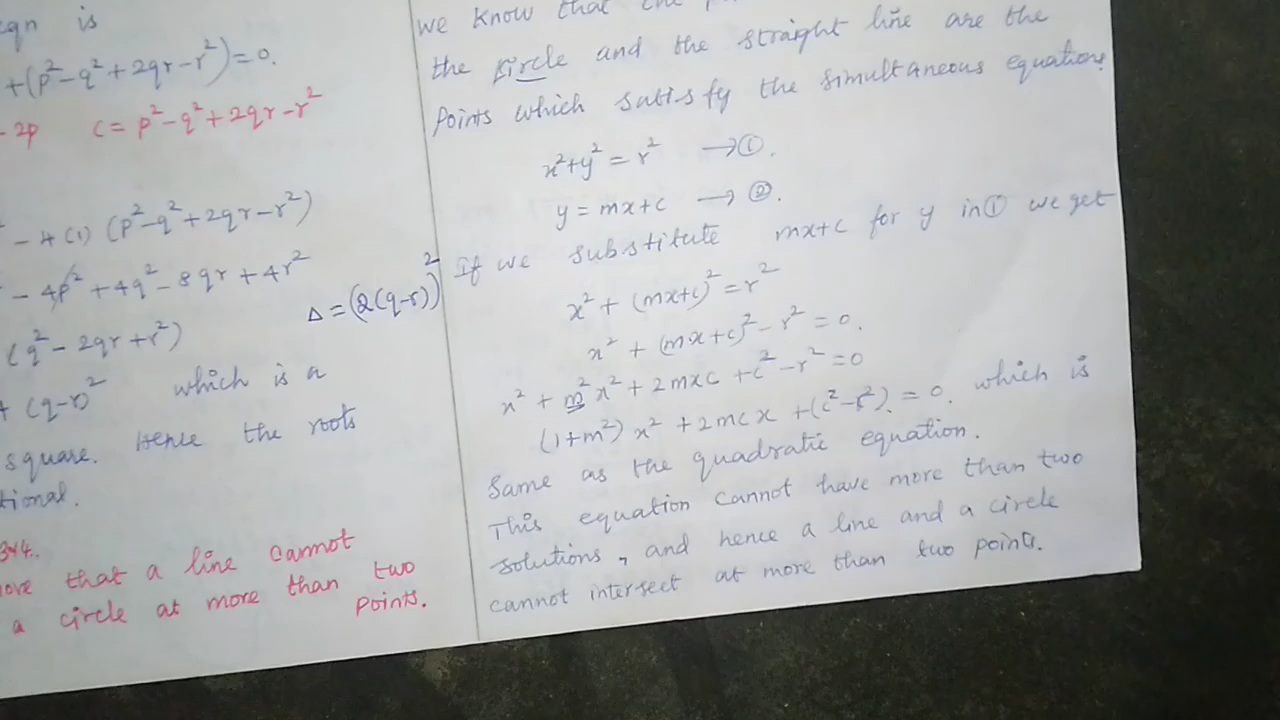 eqn is
+(p²-q²+2qr-r²)=0.
- 2p c= p²-q²+2qr-r²
- 4(1) (p²-q²+2qr-r²)
- 4p² +4q²-8qr +4r²
(q²- 2qr+r²) Δ=(2(q-r))²
(q-r)² which is a
square. Hence the roots
tional.
3.14.
ove that a line cannot
a circle at more than two
points.
we know that the
the circle and the straight line are the
points which satisfy the simultaneous equations
x²+y² = r² →①.
y = mx+c → ②.
If we substitute mx+c for y in① we get
x² + (mx+c)² =r²
x² + (mx+c)²- r² =0.
x² + m²x² + 2mxc +c²-r²=0
(1+m²) x² +2mcx +(c²-r²). = 0. which is
Same as the quadratic equation.
This equation cannot have more than two
solutions, and hence a line and a circle
cannot intersect at more than two points.